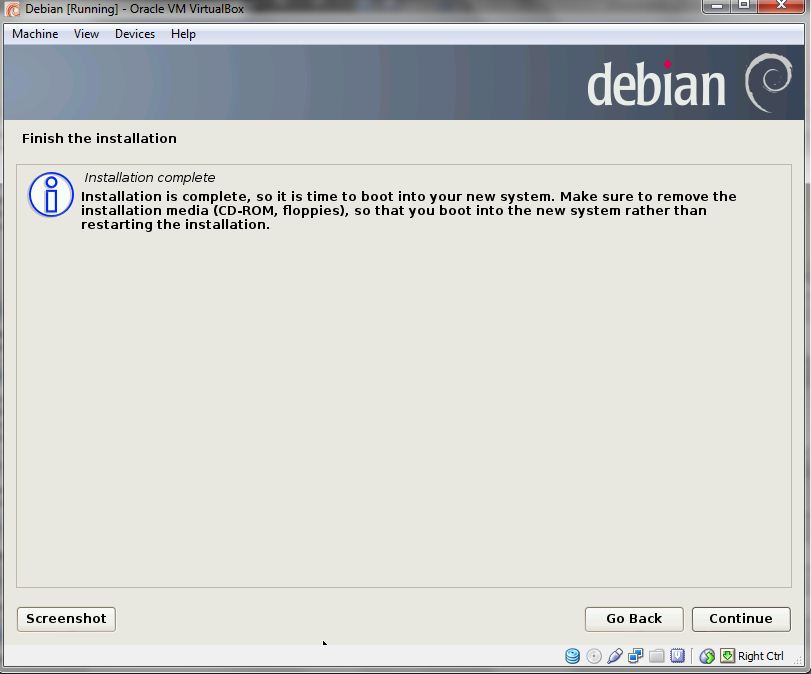 Debian [Running] - Oracle VM VirtualBox
Machine View Devices Help
debian
Finish the installation
Installation complete
Installation is complete, so it is time to boot into your new system. Make sure to remove the
installation media (CD-ROM, floppies), so that you boot into the new system rather than
restarting the installation.
Screenshot Go Back Continue
Right Ctrl